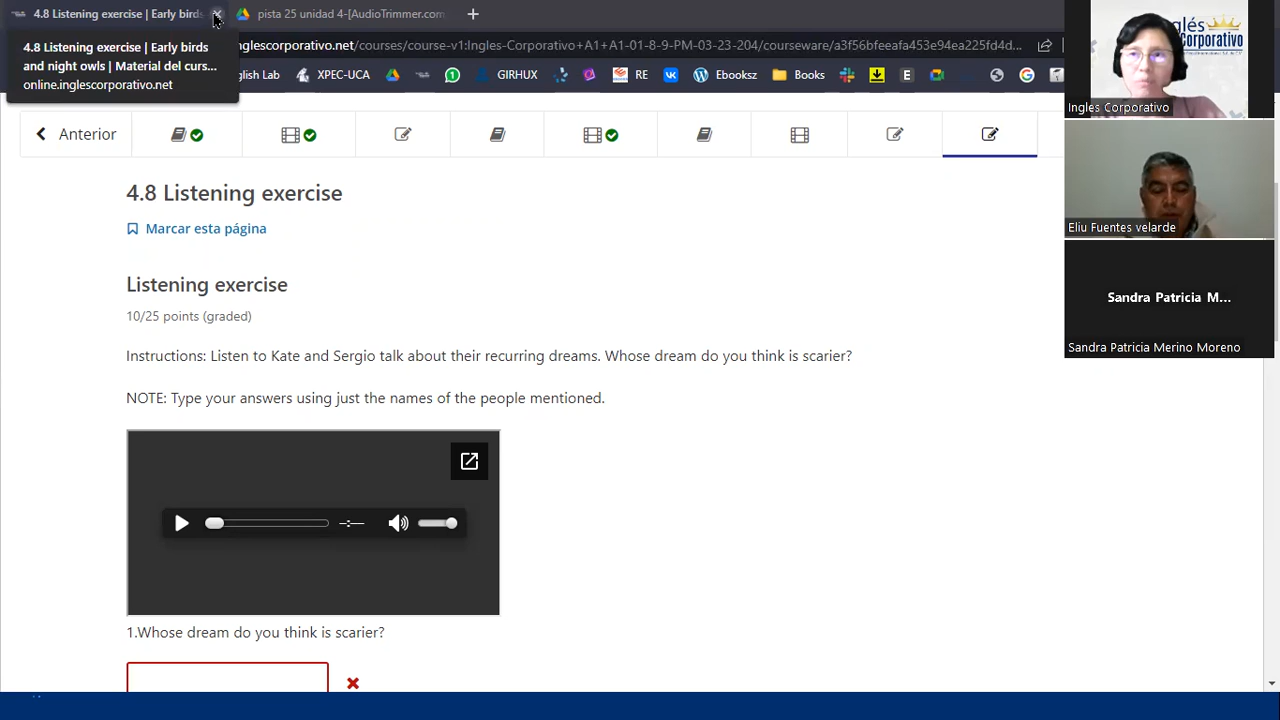 4.8 Listening exercise | Early birds
pista 25 unidad 4-[AudioTrimmer.com
4.8 Listening exercise | Early birds
and night owls | Material del curs...
online.inglescorporativo.net
nglescorporativo.net/courses/course-v1:Ingles-Corporativo+A1+A1-01-8-9-PM-03-23-204/courseware/a3f56bfeefa453e94ea225fd4d...
glish Lab
XPEC-UCA
GIRHUX
RE
Ebooksz
Books
Anterior
4.8 Listening exercise
Marcar esta página
Listening exercise
10/25 points (graded)
Instructions: Listen to Kate and Sergio talk about their recurring dreams. Whose dream do you think is scarier?
NOTE: Type your answers using just the names of the people mentioned.
-:--
1.Whose dream do you think is scarier?
Inglés
Corporativo
Ingles Corporativo
Eliu Fuentes velarde
Sandra Patricia M...
Sandra Patricia Merino Moreno